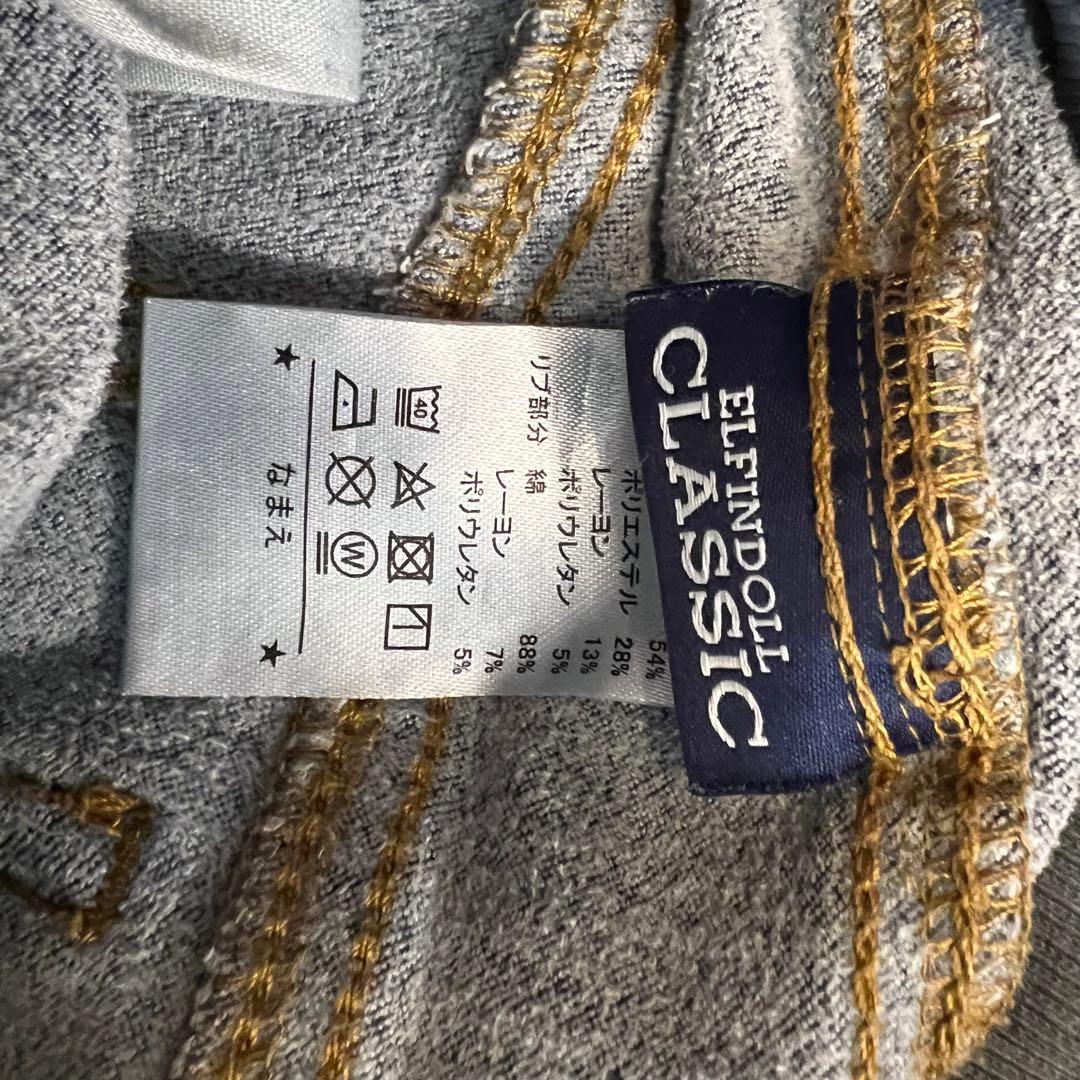 ELFINDOLL
CLASSIC
54%
ポリエステル 28%
レーヨン 13%
ポリウレタン 5%
リブ部分 綿 88%
レーヨン 7%
ポリウレタン 5%
40
W
★ なまえ ★